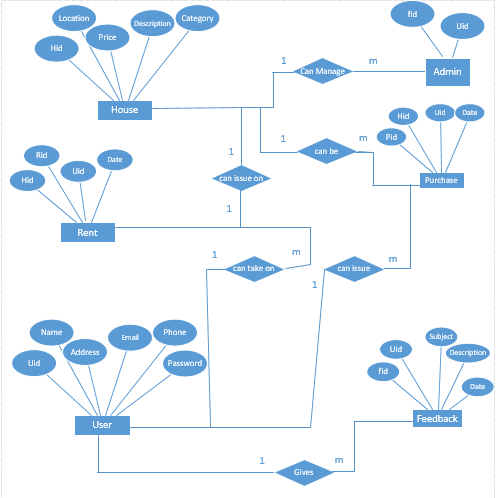 Location
Price
Description
Category
Hid
House
fid
Uid
Admin
1
Can Manage
m
Hid
Uid
Date
Pid
Purchase
1
can be
m
1
can issue on
1
Rid
Uid
Date
Hid
Rent
1
can take on
m
1
can issue
m
Name
Address
Email
Phone
Uid
Password
User
Uid
Subject
Description
fid
Date
Feedback
1
Gives
m